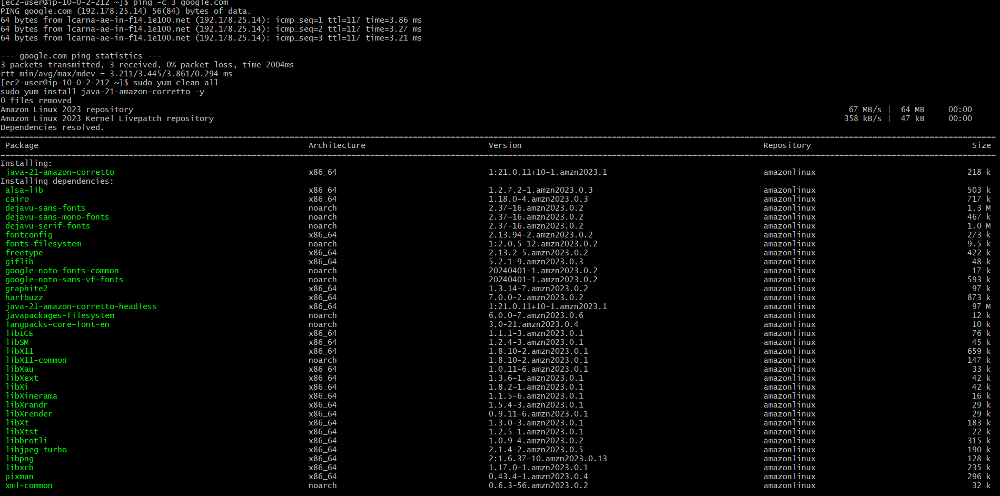 [ec2-user@ip-10-0-2-212 ~]$ ping -c 3 google.com
PING google.com (192.178.25.14) 56(84) bytes of data.
64 bytes from lcarna-ae-in-f14.1e100.net (192.178.25.14): icmp_seq=1 ttl=117 time=3.86 ms
64 bytes from lcarna-ae-in-f14.1e100.net (192.178.25.14): icmp_seq=2 ttl=117 time=3.27 ms
64 bytes from lcarna-ae-in-f14.1e100.net (192.178.25.14): icmp_seq=3 ttl=117 time=3.21 ms
--- google.com ping statistics ---
3 packets transmitted, 3 received, 0% packet loss, time 2004ms
rtt min/avg/max/mdev = 3.211/3.445/3.861/0.294 ms
[ec2-user@ip-10-0-2-212 ~]$ sudo yum clean all
sudo yum install java-21-amazon-corretto -y
0 files removed
Amazon Linux 2023 repository 67 MB/s | 64 MB 00:00
Amazon Linux 2023 Kernel Livepatch repository 358 kB/s | 47 kB 00:00
Dependencies resolved.
Package Architecture Version Repository Size
Installing:
java-21-amazon-corretto x86_64 1:21.0.11+10-1.amzn2023.1 amazonlinux 218 k
Installing dependencies:
alsa-lib x86_64 1.2.7.2-1.amzn2023.0.3 amazonlinux 503 k
cairo x86_64 1.18.0-4.amzn2023.0.3 amazonlinux 717 k
dejavu-sans-fonts noarch 2.37-16.amzn2023.0.2 amazonlinux 1.3 M
dejavu-sans-mono-fonts noarch 2.37-16.amzn2023.0.2 amazonlinux 467 k
dejavu-serif-fonts noarch 2.37-16.amzn2023.0.2 amazonlinux 1.0 M
fontconfig x86_64 2.13.94-2.amzn2023.0.2 amazonlinux 273 k
fonts-filesystem noarch 1:2.0.5-12.amzn2023.0.2 amazonlinux 9.5 k
freetype x86_64 2.13.2-5.amzn2023.0.2 amazonlinux 422 k
giflib x86_64 5.2.1-9.amzn2023.0.3 amazonlinux 48 k
google-noto-fonts-common noarch 20240401-1.amzn2023.0.2 amazonlinux 17 k
google-noto-sans-vf-fonts noarch 20240401-1.amzn2023.0.2 amazonlinux 593 k
graphite2 x86_64 1.3.14-7.amzn2023.0.2 amazonlinux 97 k
harfbuzz x86_64 7.0.0-2.amzn2023.0.2 amazonlinux 873 k
java-21-amazon-corretto-headless x86_64 1:21.0.11+10-1.amzn2023.1 amazonlinux 97 M
javapackages-filesystem noarch 6.0.0-7.amzn2023.0.6 amazonlinux 12 k
langpacks-core-font-en noarch 3.0-21.amzn2023.0.4 amazonlinux 10 k
libICE x86_64 1.1.1-3.amzn2023.0.1 amazonlinux 76 k
libSM x86_64 1.2.4-3.amzn2023.0.1 amazonlinux 45 k
libX11 x86_64 1.8.10-2.amzn2023.0.1 amazonlinux 659 k
libX11-common noarch 1.8.10-2.amzn2023.0.1 amazonlinux 147 k
libXau x86_64 1.0.11-6.amzn2023.0.1 amazonlinux 33 k
libXext x86_64 1.3.6-1.amzn2023.0.1 amazonlinux 42 k
libXi x86_64 1.8.2-1.amzn2023.0.1 amazonlinux 42 k
libXinerama x86_64 1.1.5-6.amzn2023.0.1 amazonlinux 16 k
libXrandr x86_64 1.5.4-3.amzn2023.0.1 amazonlinux 29 k
libXrender x86_64 0.9.11-6.amzn2023.0.1 amazonlinux 29 k
libXt x86_64 1.3.0-3.amzn2023.0.1 amazonlinux 183 k
libXtst x86_64 1.2.5-1.amzn2023.0.1 amazonlinux 22 k
libbrotli x86_64 1.0.9-4.amzn2023.0.2 amazonlinux 315 k
libjpeg-turbo x86_64 2.1.4-2.amzn2023.0.5 amazonlinux 190 k
libpng x86_64 2:1.6.37-10.amzn2023.0.13 amazonlinux 128 k
libxcb x86_64 1.17.0-1.amzn2023.0.1 amazonlinux 235 k
pixman x86_64 0.43.4-1.amzn2023.0.4 amazonlinux 296 k
xml-common noarch 0.6.3-56.amzn2023.0.2 amazonlinux 32 k